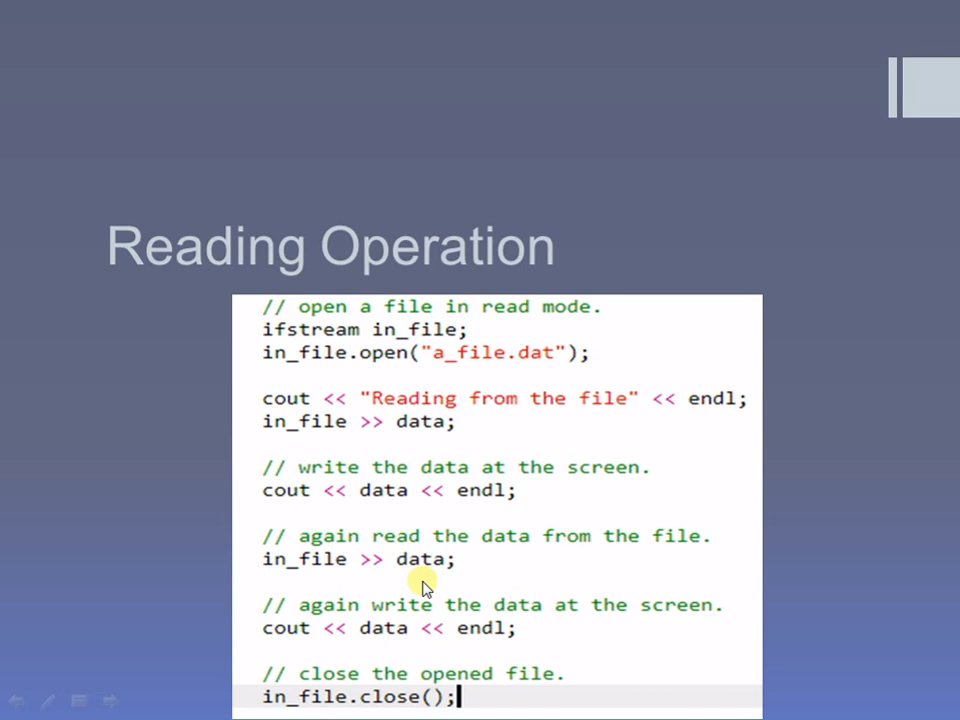 Reading Operation
// open a file in read mode.
ifstream in_file;
in_file.open("a_file.dat");
cout << "Reading from the file" << endl;
in_file >> data;
// write the data at the screen.
cout << data << endl;
// again read the data from the file.
in_file >> data;
// again write the data at the screen.
cout << data << endl;
// close the opened file.
in_file.close();